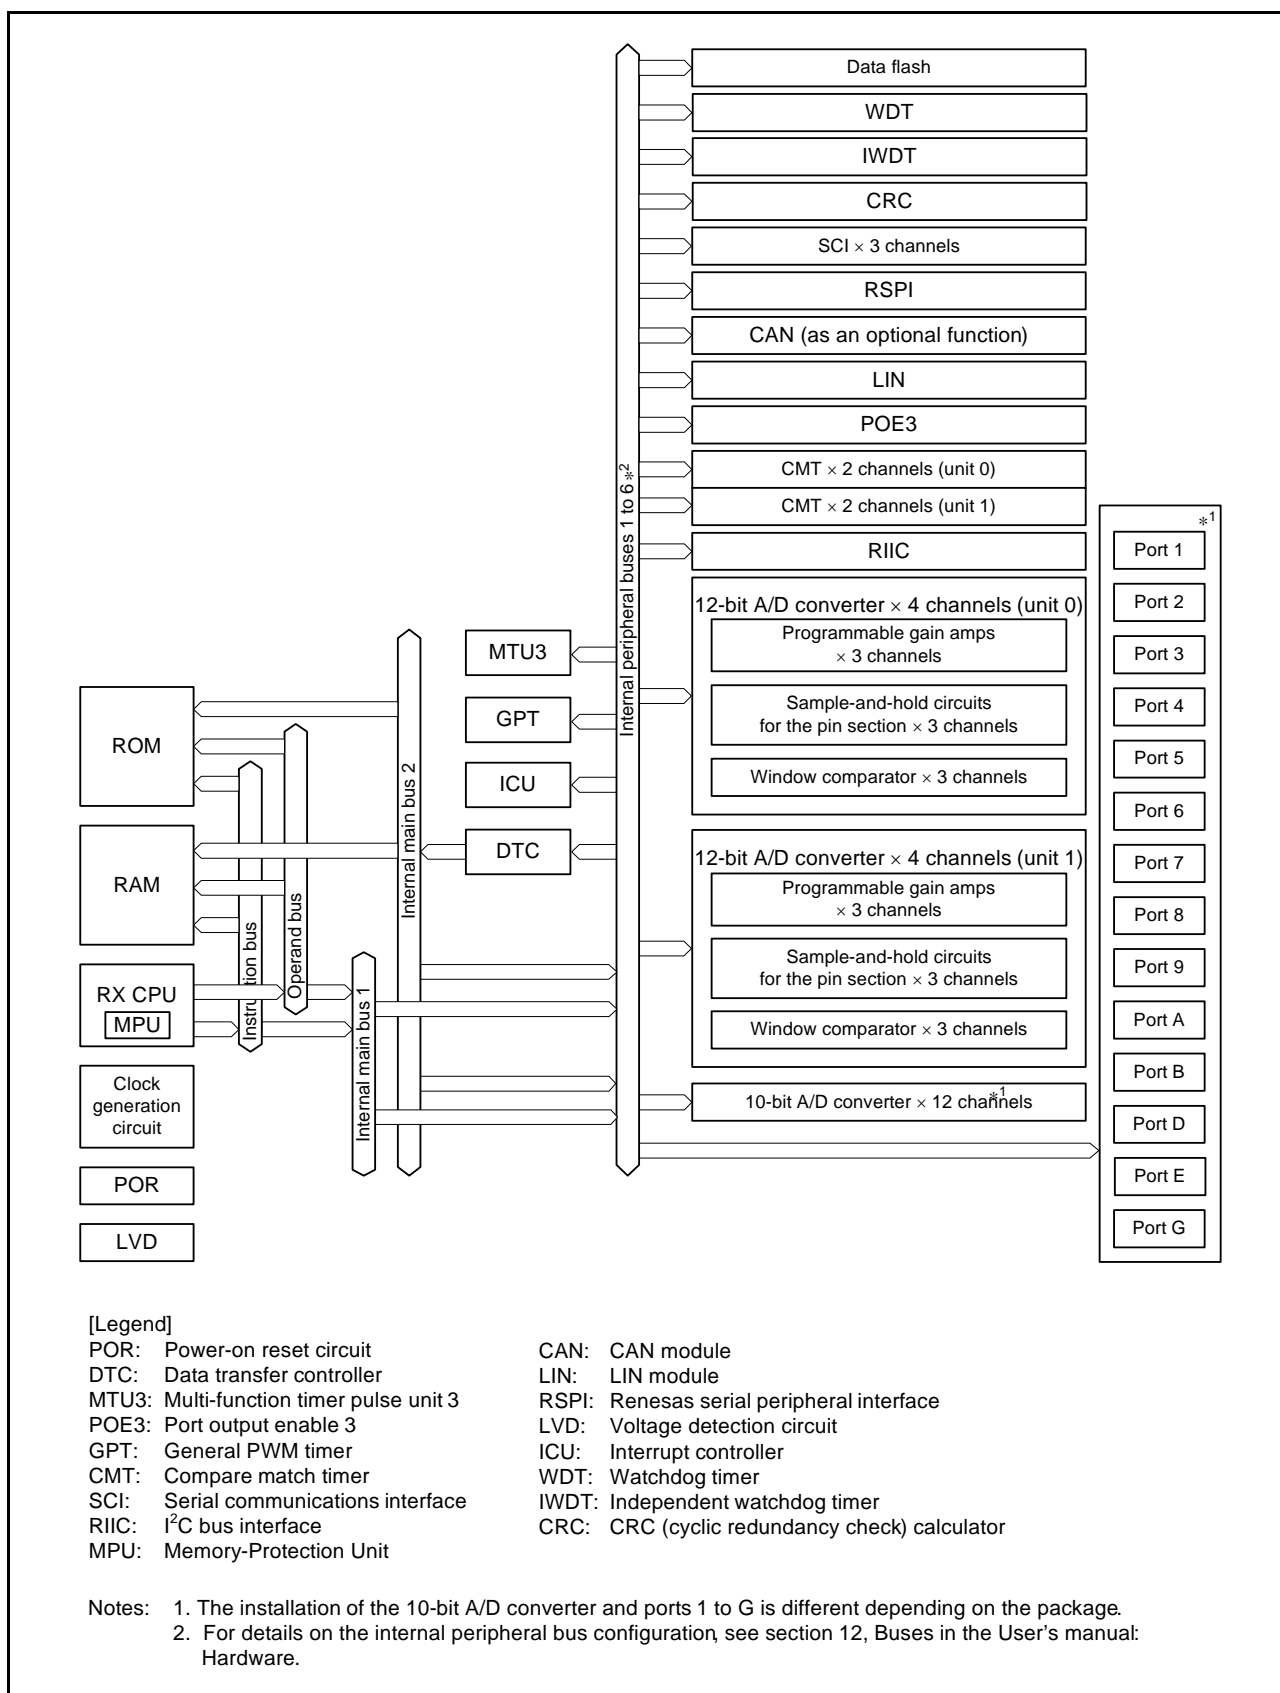 Data flash
WDT
IWDT
CRC
SCI × 3 channels
RSPI
CAN (as an optional function)
LIN
POE3
CMT × 2 channels (unit 0)
CMT × 2 channels (unit 1)
RIIC
12-bit A/D converter × 4 channels (unit 0)
Programmable gain amps
× 3 channels
Sample-and-hold circuits
for the pin section × 3 channels
Window comparator × 3 channels
12-bit A/D converter × 4 channels (unit 1)
Programmable gain amps
× 3 channels
Sample-and-hold circuits
for the pin section × 3 channels
Window comparator × 3 channels
10-bit A/D converter × 12 channels *1
Internal peripheral buses 1 to 6 *2
MTU3
GPT
ICU
DTC
Internal main bus 2
Internal main bus 1
Operand bus
Instruction bus
ROM
RAM
RX CPU
MPU
Clock
generation
circuit
POR
LVD
*1
Port 1
Port 2
Port 3
Port 4
Port 5
Port 6
Port 7
Port 8
Port 9
Port A
Port B
Port D
Port E
Port G
[Legend]
POR: Power-on reset circuit
DTC: Data transfer controller
MTU3: Multi-function timer pulse unit 3
POE3: Port output enable 3
GPT: General PWM timer
CMT: Compare match timer
SCI: Serial communications interface
RIIC: I2C bus interface
MPU: Memory-Protection Unit
CAN: CAN module
LIN: LIN module
RSPI: Renesas serial peripheral interface
LVD: Voltage detection circuit
ICU: Interrupt controller
WDT: Watchdog timer
IWDT: Independent watchdog timer
CRC: CRC (cyclic redundancy check) calculator
Notes: 1. The installation of the 10-bit A/D converter and ports 1 to G is different depending on the package.
2. For details on the internal peripheral bus configuration, see section 12, Buses in the User's manual:
Hardware.